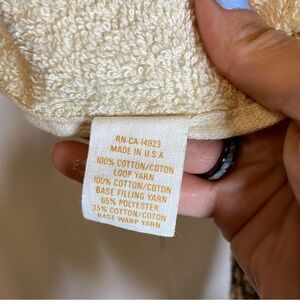 RN-CA-14923
MADE IN U.S.A
100% COTTON/COTON
LOOP YARN
100% COTTON/COTON
BASE FILLING YARN
65% POLYESTER
35% COTTON/COTON
BASE WARP YARN